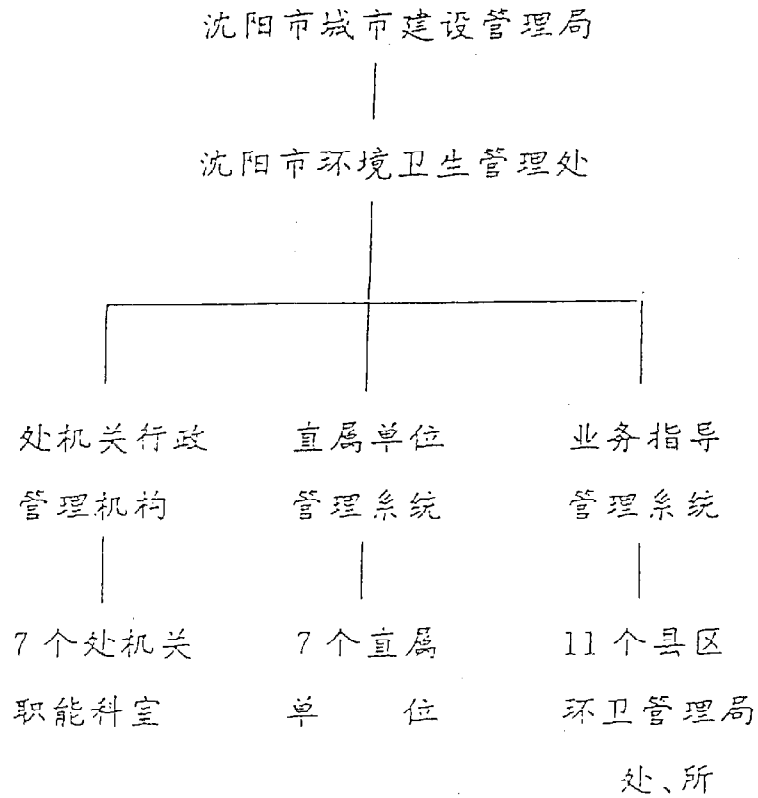 沈阳市城市建设管理局
沈阳市环境卫生管理处
处机关行政
管理机构
直属单位
管理系统
业务指导
管理系统
7个处机关
职能科室
7个直属
单 位
11个县区
环卫管理局
处、所